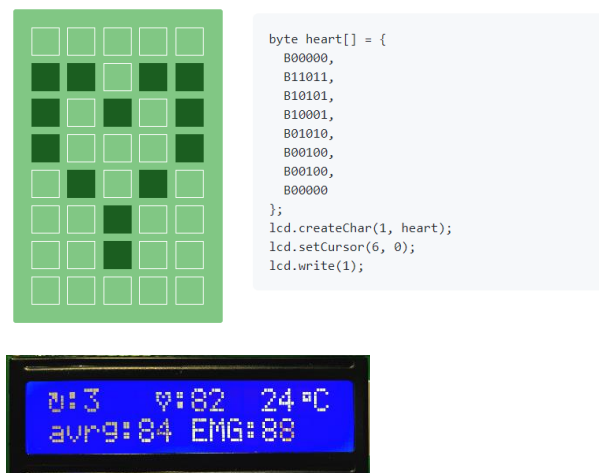 byte heart[] = {
B00000,
B11011,
B10101,
B10001,
B01010,
B00100,
B00100,
B00000
};
lcd.createChar(1, heart);
lcd.setCursor(6, 0);
lcd.write(1);
↻:3 ♥:82 24°C
avrg:84 EMG:88